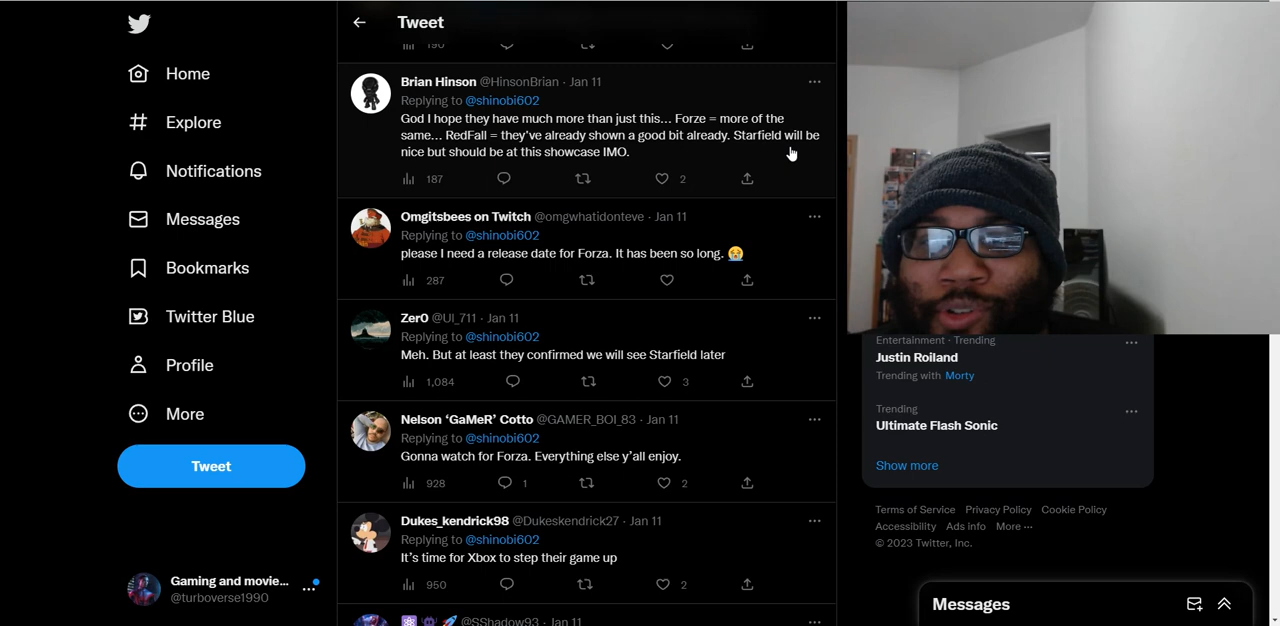 Tweet
190
Home
Explore
Notifications
Messages
Bookmarks
Twitter Blue
Profile
More
Tweet
Gaming and movie...
@turboverse1990
Brian Hinson @HinsonBrian · Jan 11
Replying to @shinobi602
God I hope they have much more than just this... Forze = more of the
same... RedFall = they've already shown a good bit already. Starfield will be
nice but should be at this showcase IMO.
187 2
Omgitsbees on Twitch @omgwhatidonteve · Jan 11
Replying to @shinobi602
please I need a release date for Forza. It has been so long. 😭
287
Zer0 @UI_711 · Jan 11
Replying to @shinobi602
Meh. But at least they confirmed we will see Starfield later
1,084 3
Nelson ‘GaMeR’ Cotto @GAMER_BOI_83 · Jan 11
Replying to @shinobi602
Gonna watch for Forza. Everything else y’all enjoy.
928 1 2
Dukes_kendrick98 @Dukeskendrick27 · Jan 11
Replying to @shinobi602
It’s time for Xbox to step their game up
950 2
@SShadow93 · Jan 11
Entertainment · Trending
Justin Roiland
Trending with Morty
Trending
Ultimate Flash Sonic
Show more
Terms of Service Privacy Policy Cookie Policy
Accessibility Ads info More ···
© 2023 Twitter, Inc.
Messages